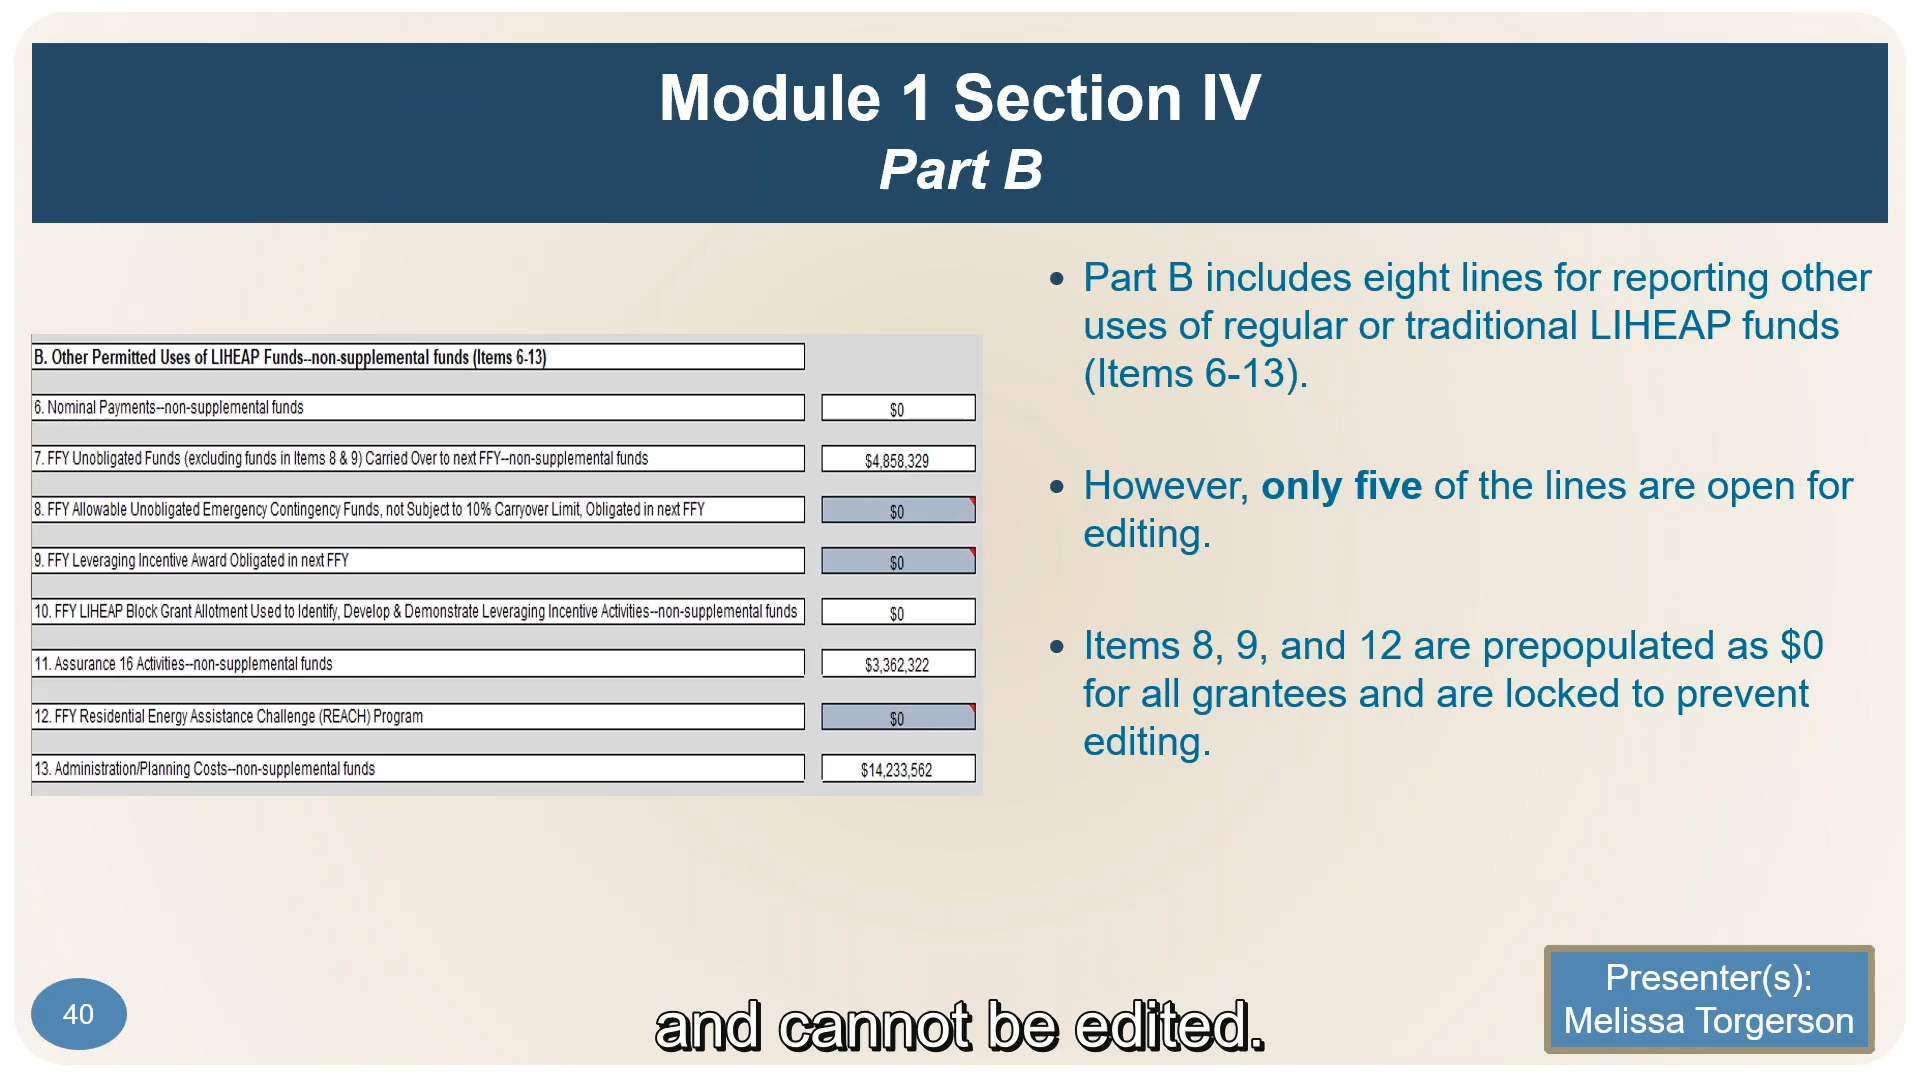 Module 1 Section IV
Part B
B. Other Permitted Uses of LIHEAP Funds--non-supplemental funds (Items 6-13)
6. Nominal Payments--non-supplemental funds $0
7. FFY Unobligated Funds (excluding funds in Items 8 & 9) Carried Over to next FFY--non-supplemental funds $4,858,329
8. FFY Allowable Unobligated Emergency Contingency Funds, not Subject to 10% Carryover Limit, Obligated in next FFY $0
9. FFY Leveraging Incentive Award Obligated in next FFY $0
10. FFY LIHEAP Block Grant Allotment Used to Identify, Develop & Demonstrate Leveraging Incentive Activities--non-supplemental funds $0
11. Assurance 16 Activities--non-supplemental funds $3,362,322
12. FFY Residential Energy Assistance Challenge (REACH) Program $0
13. Administration/Planning Costs--non-supplemental funds $14,233,562
• Part B includes eight lines for reporting other
uses of regular or traditional LIHEAP funds
(Items 6-13).
• However, only five of the lines are open for
editing.
• Items 8, 9, and 12 are prepopulated as $0
for all grantees and are locked to prevent
editing.
40
and cannot be edited.
Presenter(s):
Melissa Torgerson